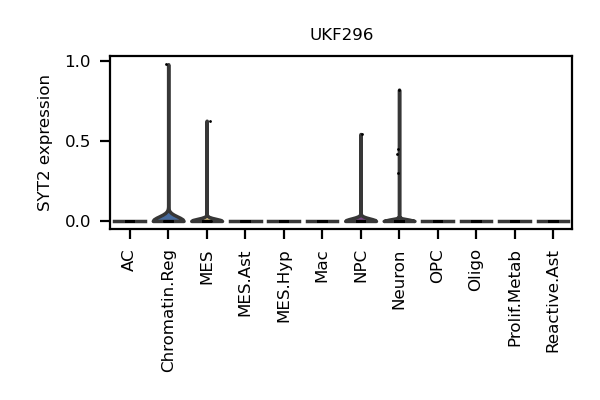 UKF296
SYT2 expression
1.0
0.5
0.0
AC
Chromatin.Reg
MES
MES.Ast
MES.Hyp
Mac
NPC
Neuron
OPC
Oligo
Prolif.Metab
Reactive.Ast